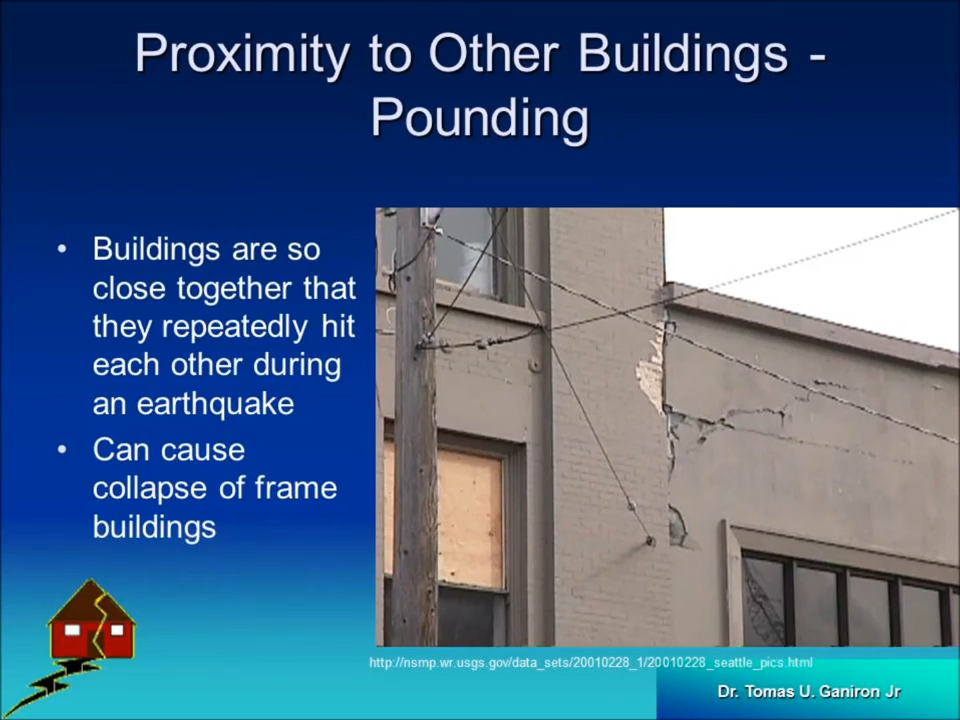 Proximity to Other Buildings -
Pounding
• Buildings are so
close together that
they repeatedly hit
each other during
an earthquake
• Can cause
collapse of frame
buildings
http://nsmp.wr.usgs.gov/data_sets/20010228_1/20010228_seattle_pics.html
Dr. Tomas U. Ganiron Jr